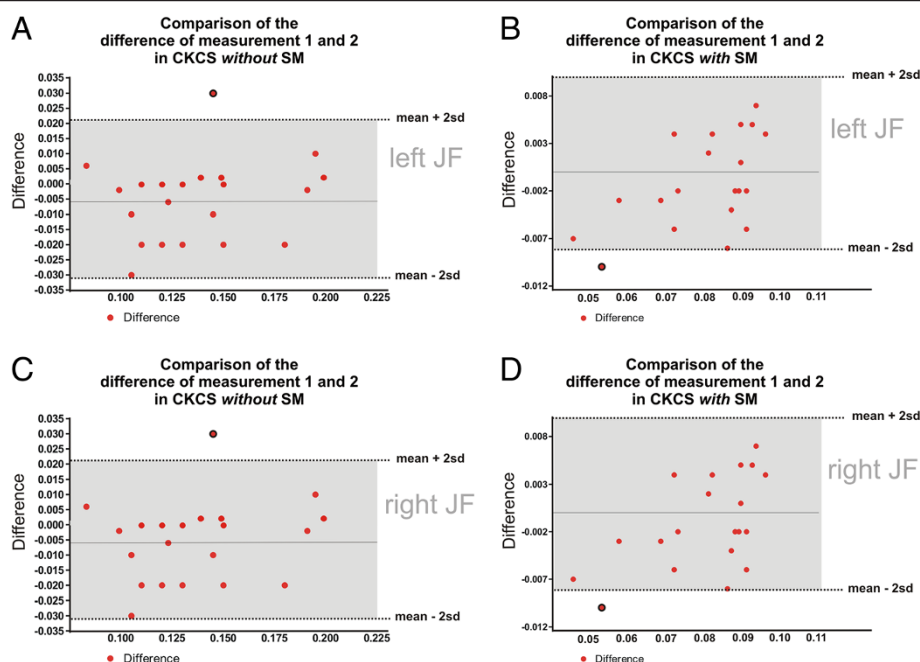 A
Comparison of the
difference of measurement 1 and 2
in CKCS without SM
0.035
0.030
0.025
0.020
0.015
0.010
0.005
0.000
-0.005
-0.010
-0.015
-0.020
-0.025
-0.030
-0.035
Difference
mean + 2sd
left JF
mean - 2sd
0.100 0.125 0.150 0.175 0.200 0.225
Difference
B
Comparison of the
difference of measurement 1 and 2
in CKCS with SM
0.008
0.003
-0.002
-0.007
-0.012
Difference
mean + 2sd
left JF
mean - 2sd
0.05 0.06 0.07 0.08 0.09 0.10 0.11
Difference
C
Comparison of the
difference of measurement 1 and 2
in CKCS without SM
0.035
0.030
0.025
0.020
0.015
0.010
0.005
0.000
-0.005
-0.010
-0.015
-0.020
-0.025
-0.030
-0.035
Difference
mean + 2sd
right JF
mean - 2sd
0.100 0.125 0.150 0.175 0.200 0.225
Difference
D
Comparison of the
difference of measurement 1 and 2
in CKCS with SM
0.008
0.003
-0.002
-0.007
-0.012
Difference
mean + 2sd
right JF
mean - 2sd
0.05 0.06 0.07 0.08 0.09 0.10 0.11
Difference